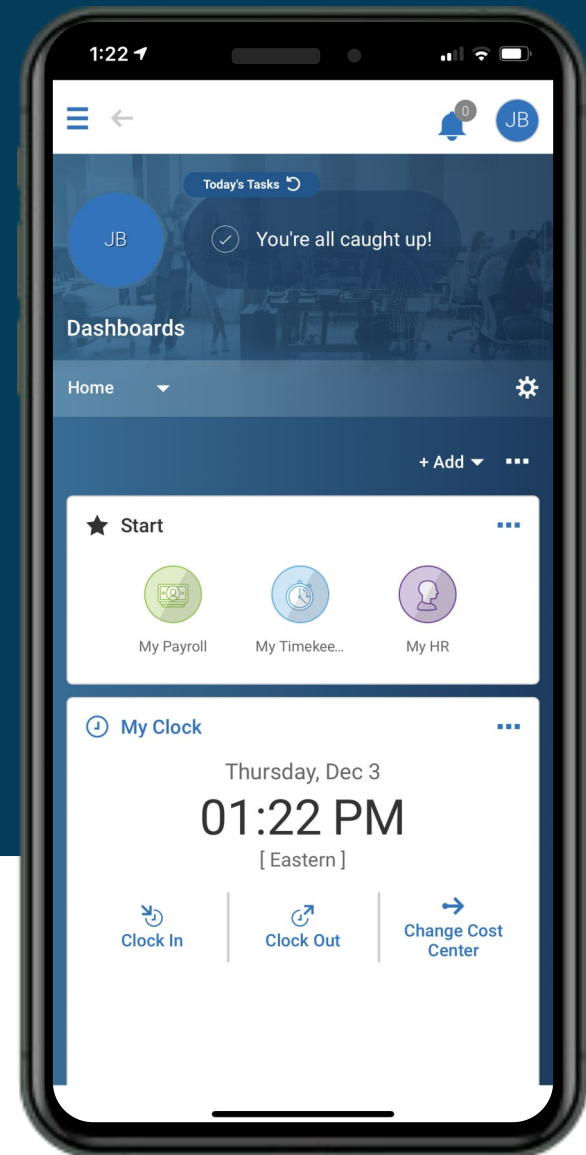 1:22
0
JB
Today's Tasks
JB
You're all caught up!
Dashboards
Home
+ Add
Start
My Payroll
My Timekee...
My HR
My Clock
Thursday, Dec 3
01:22 PM
[ Eastern ]
Clock In
Clock Out
Change Cost
Center